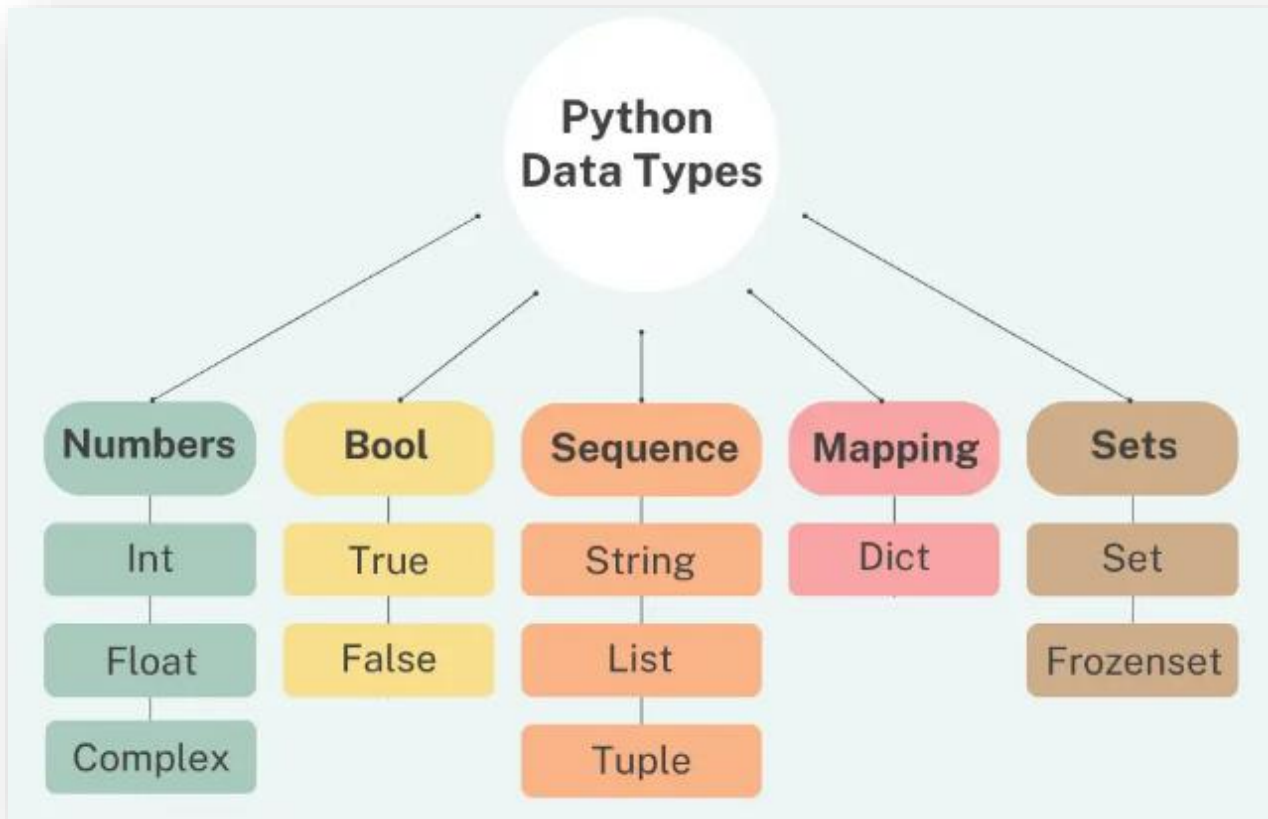 Python
Data Types
Numbers
Bool
Sequence
Mapping
Sets
Int
True
String
Dict
Set
Float
False
List
Frozenset
Complex
Tuple